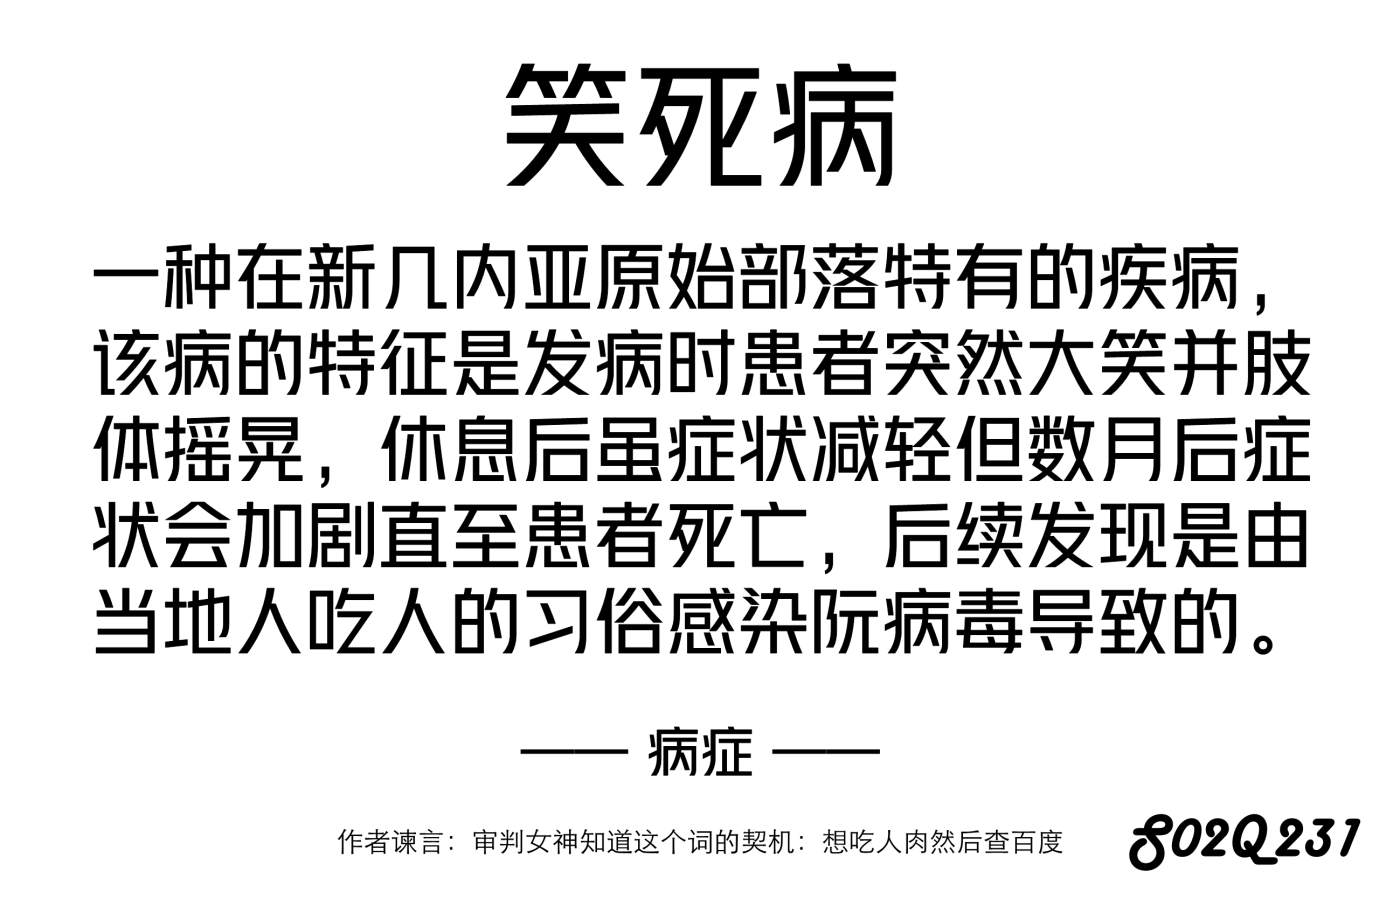 笑死病
一种在新几内亚原始部落特有的疾病，
该病的特征是发病时患者突然大笑并肢
体摇晃，休息后虽症状减轻但数月后症
状会加剧直至患者死亡，后续发现是由
当地人吃人的习俗感染阮病毒导致的。
—— 病症 ——
作者谏言：审判女神知道这个词的契机：想吃人肉然后查百度
S02Q231